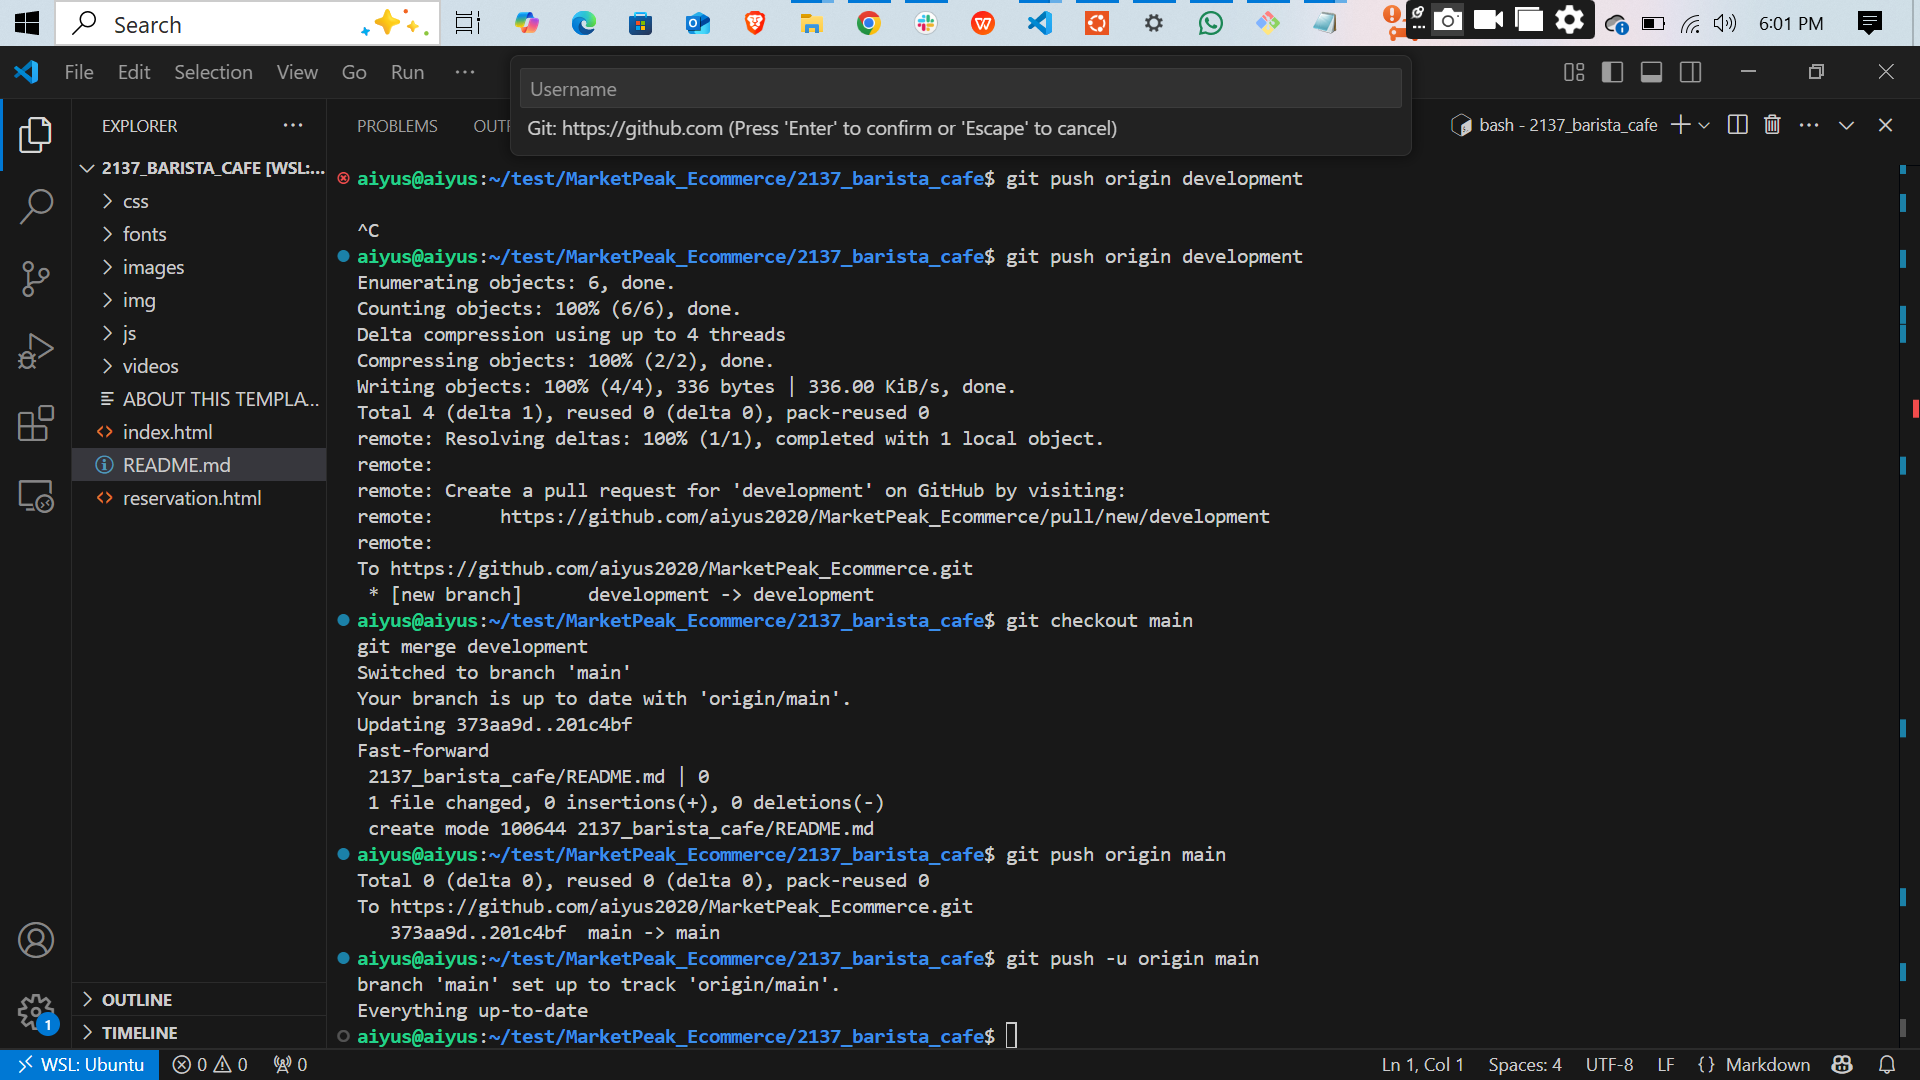 Search
6:01 PM
File Edit Selection View Go Run ···
Username
Git: https://github.com (Press 'Enter' to confirm or 'Escape' to cancel)
EXPLORER
PROBLEMS
OUT
bash - 2137_barista_cafe
2137_BARISTA_CAFE [WSL:...
css
fonts
images
img
js
videos
ABOUT THIS TEMPLA...
index.html
README.md
reservation.html
aiyus@aiyus:~/test/MarketPeak_Ecommerce/2137_barista_cafe$ git push origin development
^C
aiyus@aiyus:~/test/MarketPeak_Ecommerce/2137_barista_cafe$ git push origin development
Enumerating objects: 6, done.
Counting objects: 100% (6/6), done.
Delta compression using up to 4 threads
Compressing objects: 100% (2/2), done.
Writing objects: 100% (4/4), 336 bytes | 336.00 KiB/s, done.
Total 4 (delta 1), reused 0 (delta 0), pack-reused 0
remote: Resolving deltas: 100% (1/1), completed with 1 local object.
remote:
remote: Create a pull request for 'development' on GitHub by visiting:
remote:      https://github.com/aiyus2020/MarketPeak_Ecommerce/pull/new/development
remote:
To https://github.com/aiyus2020/MarketPeak_Ecommerce.git
 * [new branch]      development -> development
aiyus@aiyus:~/test/MarketPeak_Ecommerce/2137_barista_cafe$ git checkout main
git merge development
Switched to branch 'main'
Your branch is up to date with 'origin/main'.
Updating 373aa9d..201c4bf
Fast-forward
 2137_barista_cafe/README.md | 0
 1 file changed, 0 insertions(+), 0 deletions(-)
 create mode 100644 2137_barista_cafe/README.md
aiyus@aiyus:~/test/MarketPeak_Ecommerce/2137_barista_cafe$ git push origin main
Total 0 (delta 0), reused 0 (delta 0), pack-reused 0
To https://github.com/aiyus2020/MarketPeak_Ecommerce.git
   373aa9d..201c4bf  main -> main
aiyus@aiyus:~/test/MarketPeak_Ecommerce/2137_barista_cafe$ git push -u origin main
branch 'main' set up to track 'origin/main'.
Everything up-to-date
aiyus@aiyus:~/test/MarketPeak_Ecommerce/2137_barista_cafe$
OUTLINE
TIMELINE
1
WSL: Ubuntu
0 0
0
Ln 1, Col 1
Spaces: 4
UTF-8
LF
{} Markdown